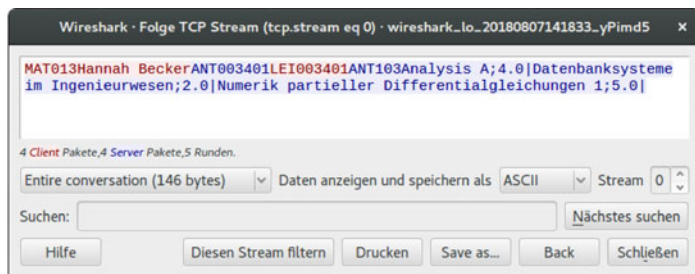 Wireshark · Folge TCP Stream (tcp.stream eq 0) · wireshark_lo_20180807141833_yPimd5 ×
MAT013Hannah BeckerANT003401LEI003401ANT103Analysis A;4.0|Datenbanksysteme
im Ingenieurwesen;2.0|Numerik partieller Differentialgleichungen 1;5.0|
4 Client Pakete,4 Server Pakete,5 Runden.
Entire conversation (146 bytes) Daten anzeigen und speichern als ASCII Stream 0
Suchen: Nächstes suchen
Hilfe Diesen Stream filtern Drucken Save as... Back Schließen